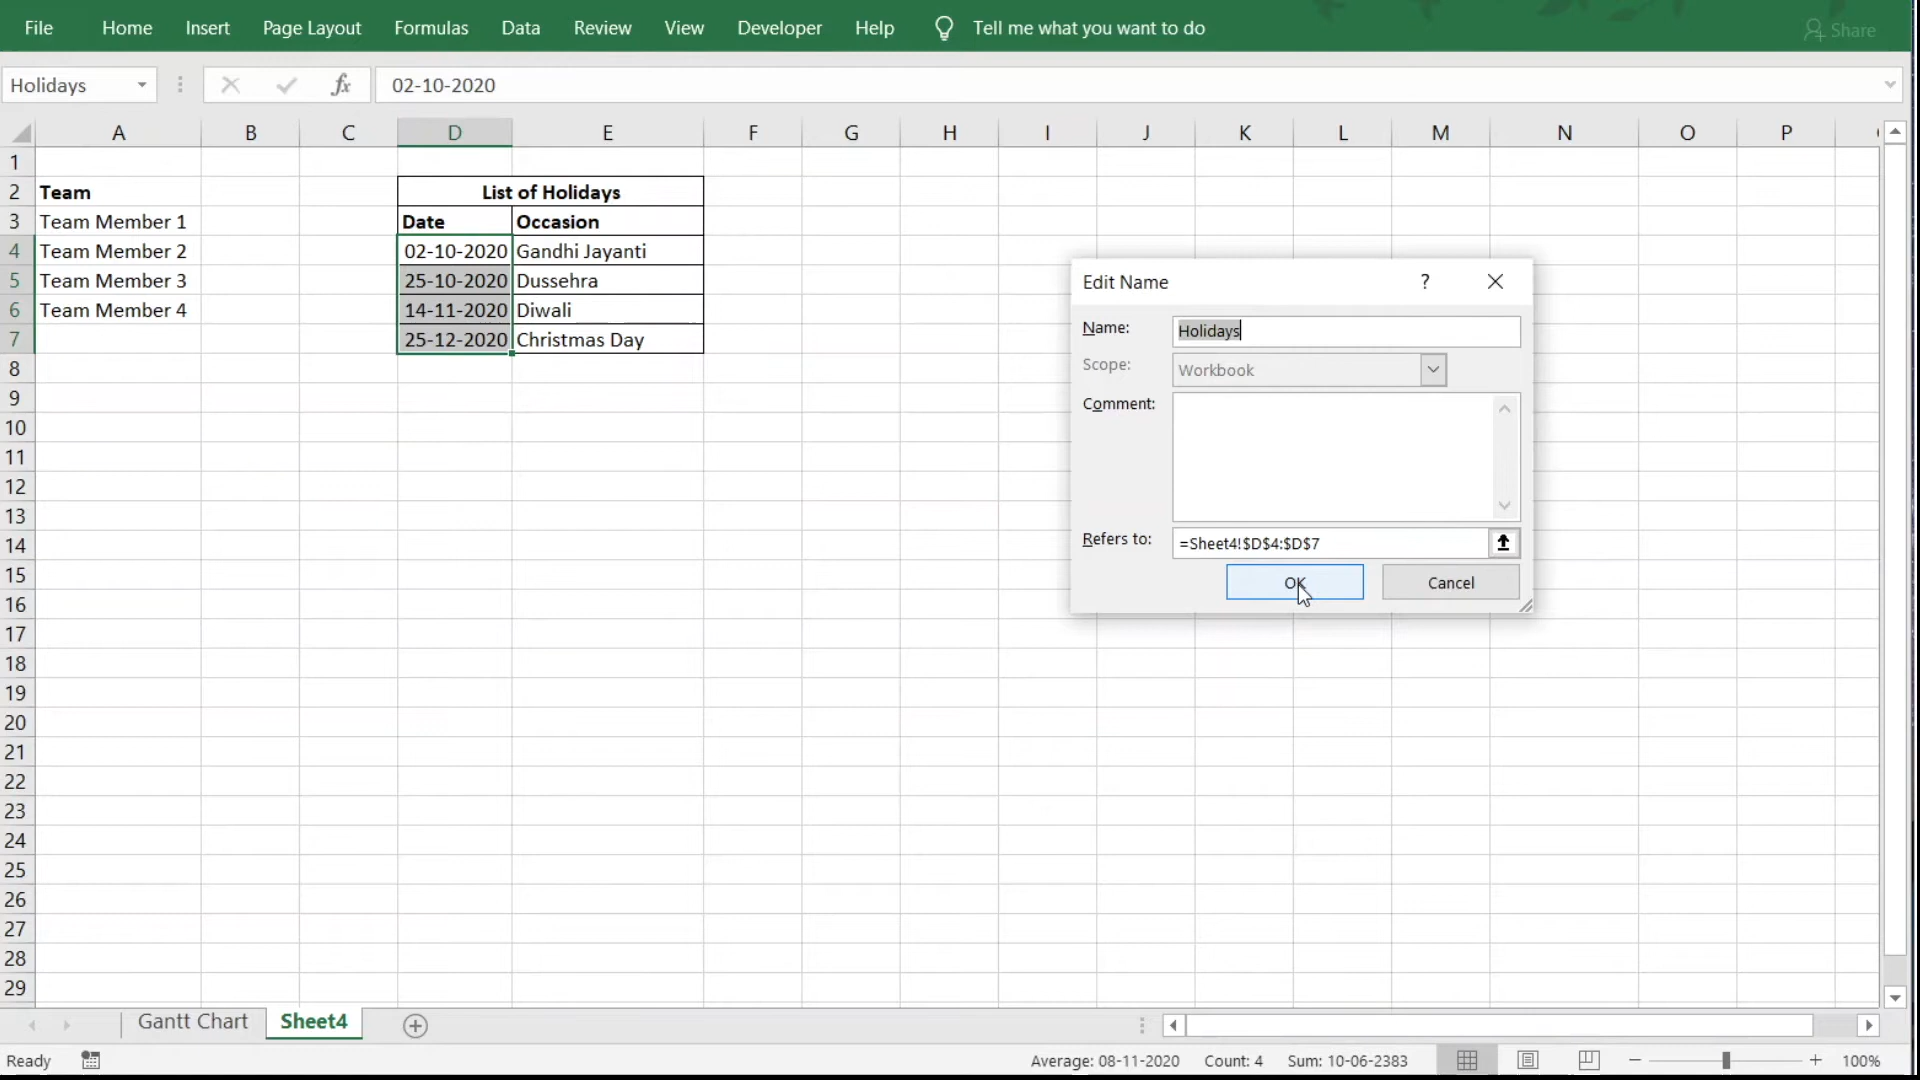 File Home Insert Page Layout Formulas Data Review View Developer Help Tell me what you want to do Share
Holidays fx 02-10-2020
A B C D E F G H I J K L M N O P
1
2 Team List of Holidays
3 Team Member 1 Date Occasion
4 Team Member 2 02-10-2020 Gandhi Jayanti
5 Team Member 3 25-10-2020 Dussehra
6 Team Member 4 14-11-2020 Diwali
7 25-12-2020 Christmas Day
8
9
10
11
12
13
14
15
16
17
18
19
20
21
22
23
24
25
26
27
28
29
Edit Name ?
Name: Holidays
Scope: Workbook
Comment:
Refers to: =Sheet4!$D$4:$D$7
OK Cancel
Gantt Chart Sheet4
Ready Average: 08-11-2020 Count: 4 Sum: 10-06-2383 100%